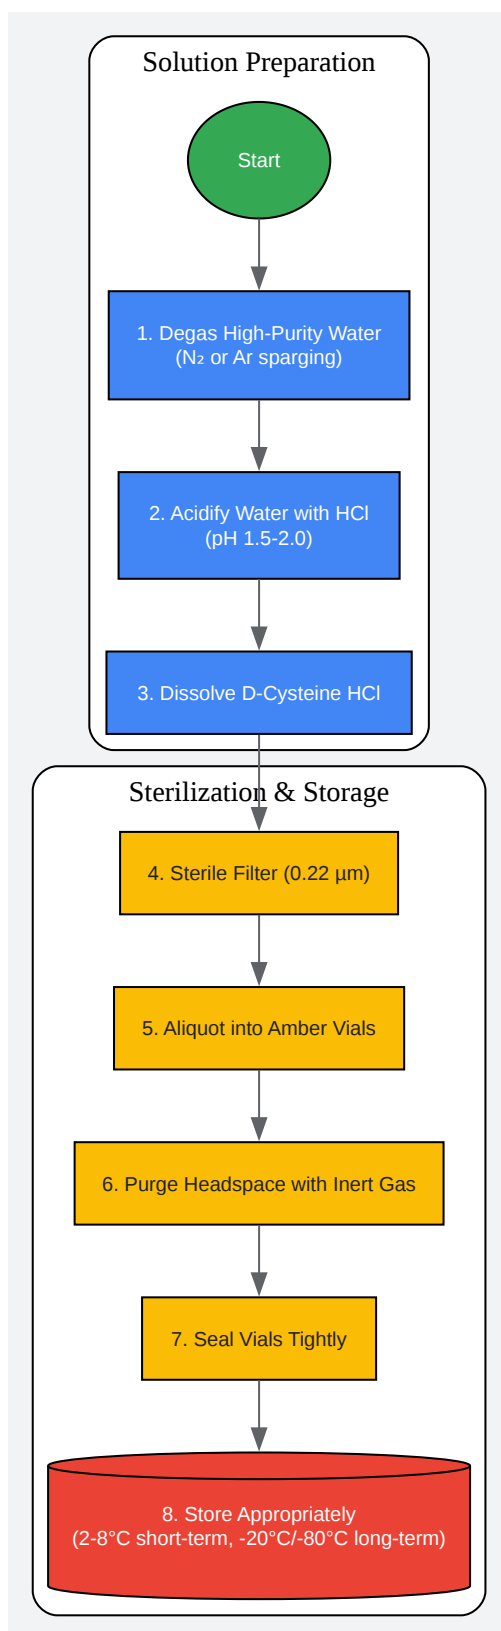 Solution Preparation
Start
1. Degas High-Purity Water
(N₂ or Ar sparging)
2. Acidify Water with HCl
(pH 1.5-2.0)
3. Dissolve D-Cysteine HCl
Sterilization & Storage
4. Sterile Filter (0.22 µm)
5. Aliquot into Amber Vials
6. Purge Headspace with Inert Gas
7. Seal Vials Tightly
8. Store Appropriately
(2-8°C short-term, -20°C/-80°C long-term)